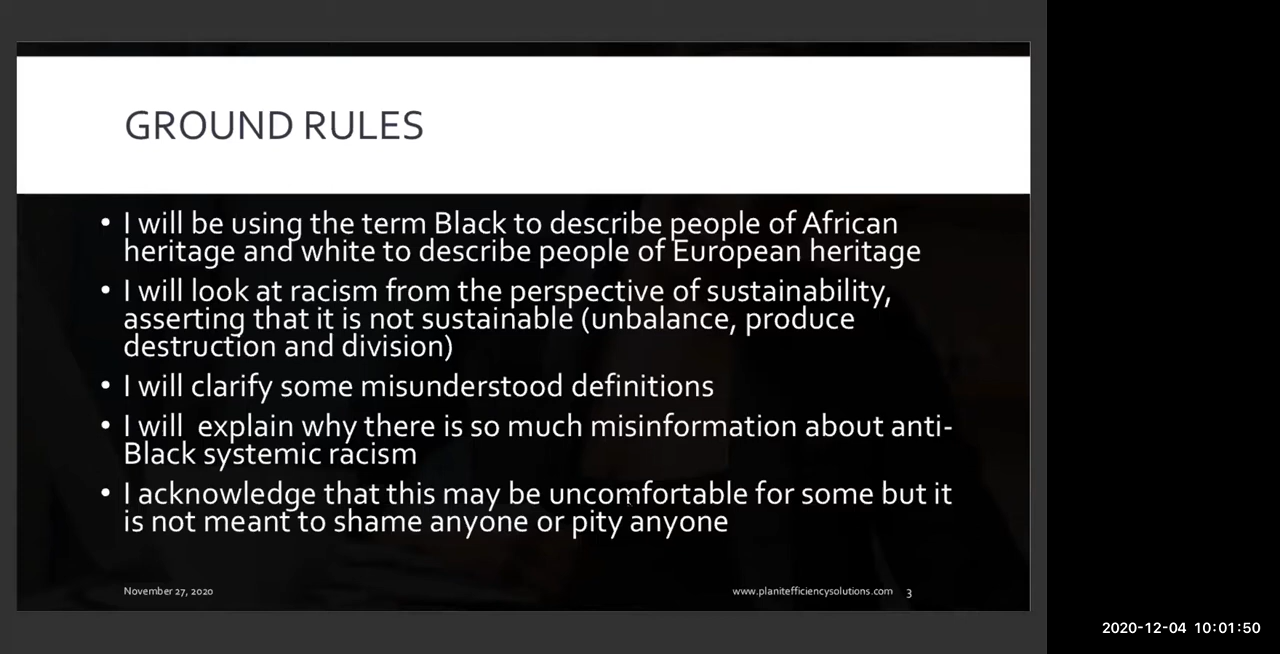 GROUND RULES
• I will be using the term Black to describe people of African
heritage and white to describe people of European heritage
• I will look at racism from the perspective of sustainability,
asserting that it is not sustainable (unbalance, produce
destruction and division)
• I will clarify some misunderstood definitions
• I will  explain why there is so much misinformation about anti-
Black systemic racism
• I acknowledge that this may be uncomfortable for some but it
is not meant to shame anyone or pity anyone
November 27, 2020
www.planitefficiencysolutions.com 3
2020-12-04 10:01:50